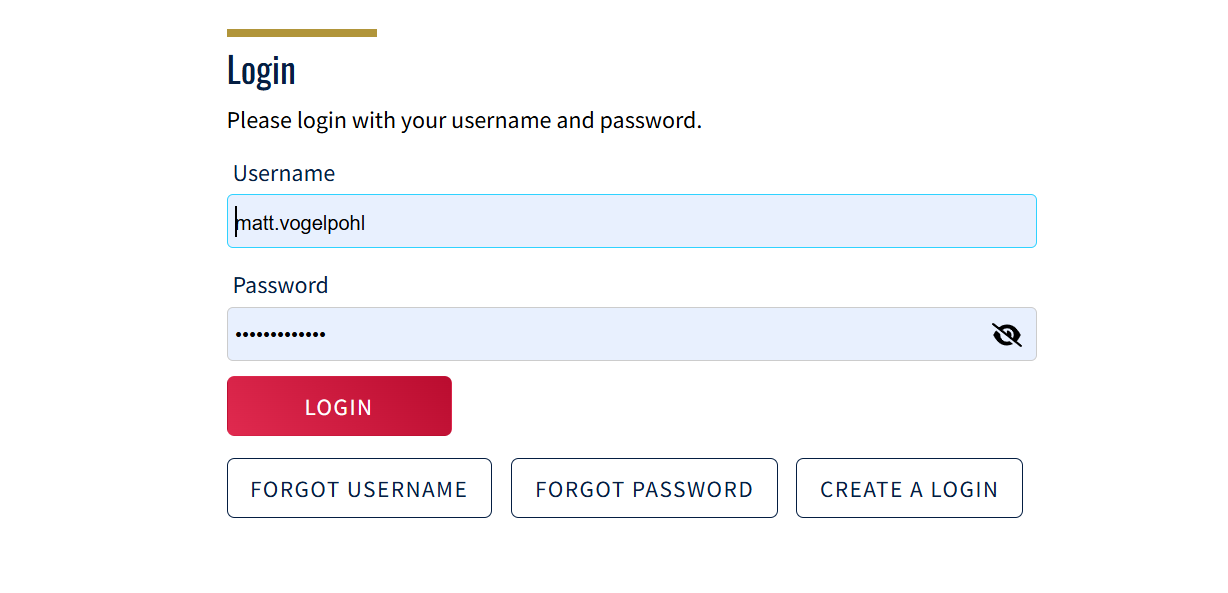 Login
Please login with your username and password.
Username
matt.vogelpohl
Password
•••••••••••••
LOGIN
FORGOT USERNAME FORGOT PASSWORD CREATE A LOGIN